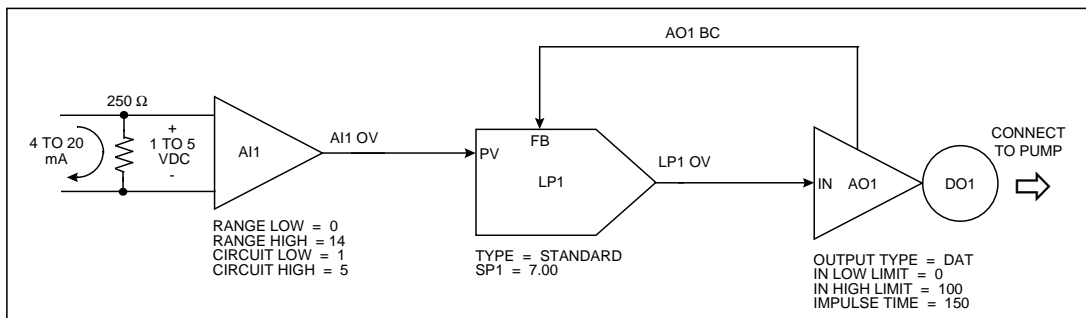 AO1 BC
250 Ω
4 TO 20
mA
+
1 TO 5
VDC
-
AI1
AI1 OV
PV
FB
LP1
LP1 OV
IN
AO1
DO1
CONNECT
TO PUMP
RANGE LOW = 0
RANGE HIGH = 14
CIRCUIT LOW = 1
CIRCUIT HIGH = 5
TYPE = STANDARD
SP1 = 7.00
OUTPUT TYPE = DAT
IN LOW LIMIT = 0
IN HIGH LIMIT = 100
IMPULSE TIME = 150